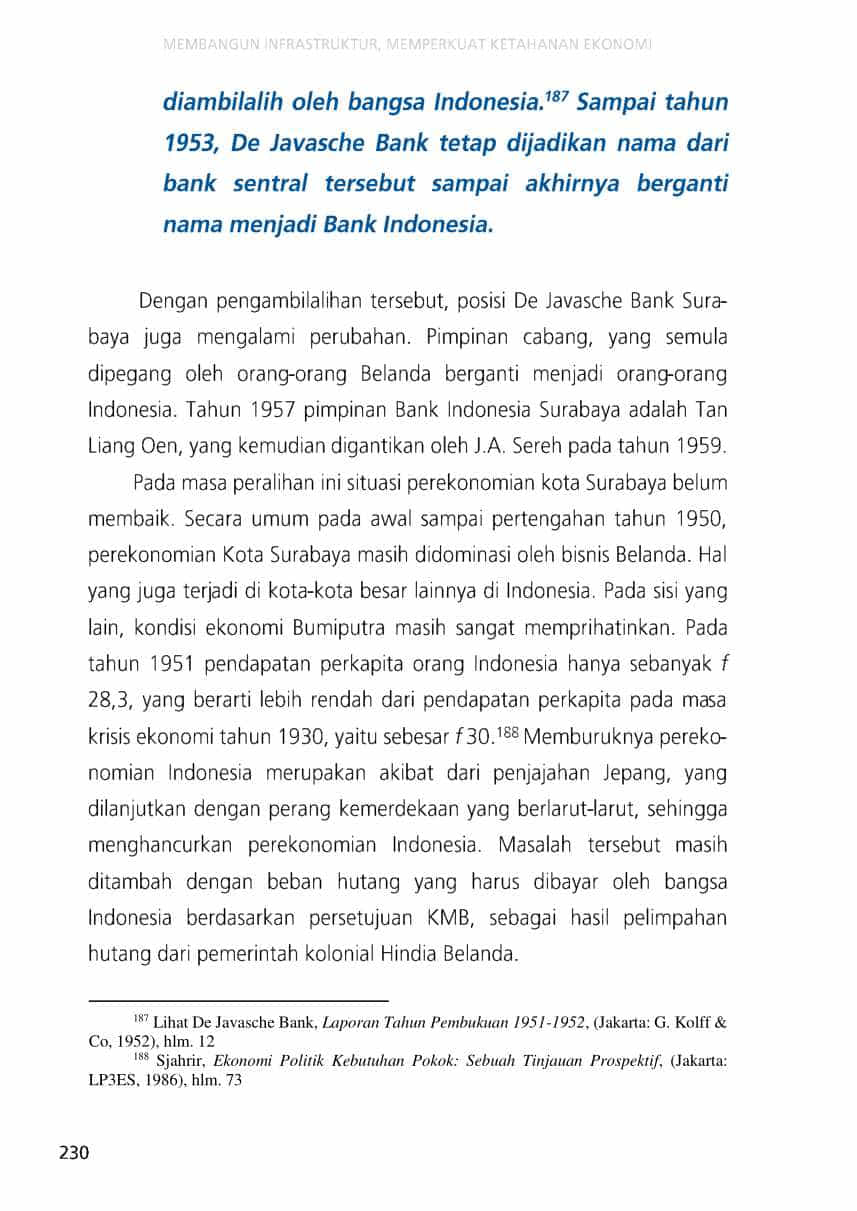 MEMBANGUN INFRASTRUKTUR, MEMPERKUAT KETAHANAN EKONOMI
diambilalih oleh bangsa Indonesia.¹⁸⁷ Sampai tahun
1953, De Javasche Bank tetap dijadikan nama dari
bank sentral tersebut sampai akhirnya berganti
nama menjadi Bank Indonesia.
Dengan pengambilalihan tersebut, posisi De Javasche Bank Sura-
baya juga mengalami perubahan. Pimpinan cabang, yang semula
dipegang oleh orang-orang Belanda berganti menjadi orang-orang
Indonesia. Tahun 1957 pimpinan Bank Indonesia Surabaya adalah Tan
Liang Oen, yang kemudian digantikan oleh J.A. Sereh pada tahun 1959.
Pada masa peralihan ini situasi perekonomian kota Surabaya belum
membaik. Secara umum pada awal sampai pertengahan tahun 1950,
perekonomian Kota Surabaya masih didominasi oleh bisnis Belanda. Hal
yang juga terjadi di kota-kota besar lainnya di Indonesia. Pada sisi yang
lain, kondisi ekonomi Bumiputra masih sangat memprihatinkan. Pada
tahun 1951 pendapatan perkapita orang Indonesia hanya sebanyak f
28,3, yang berarti lebih rendah dari pendapatan perkapita pada masa
krisis ekonomi tahun 1930, yaitu sebesar f 30.¹⁸⁸ Memburuknya pereko-
nomian Indonesia merupakan akibat dari penjajahan Jepang, yang
dilanjutkan dengan perang kemerdekaan yang berlarut-larut, sehingga
menghancurkan perekonomian Indonesia. Masalah tersebut masih
ditambah dengan beban hutang yang harus dibayar oleh bangsa
Indonesia berdasarkan persetujuan KMB, sebagai hasil pelimpahan
hutang dari pemerintah kolonial Hindia Belanda.
¹⁸⁷ Lihat De Javasche Bank, Laporan Tahun Pembukuan 1951-1952, (Jakarta: G. Kolff &
Co, 1952), hlm. 12
¹⁸⁸ Sjahrir, Ekonomi Politik Kebutuhan Pokok: Sebuah Tinjauan Prospektif, (Jakarta:
LP3ES, 1986), hlm. 73
230